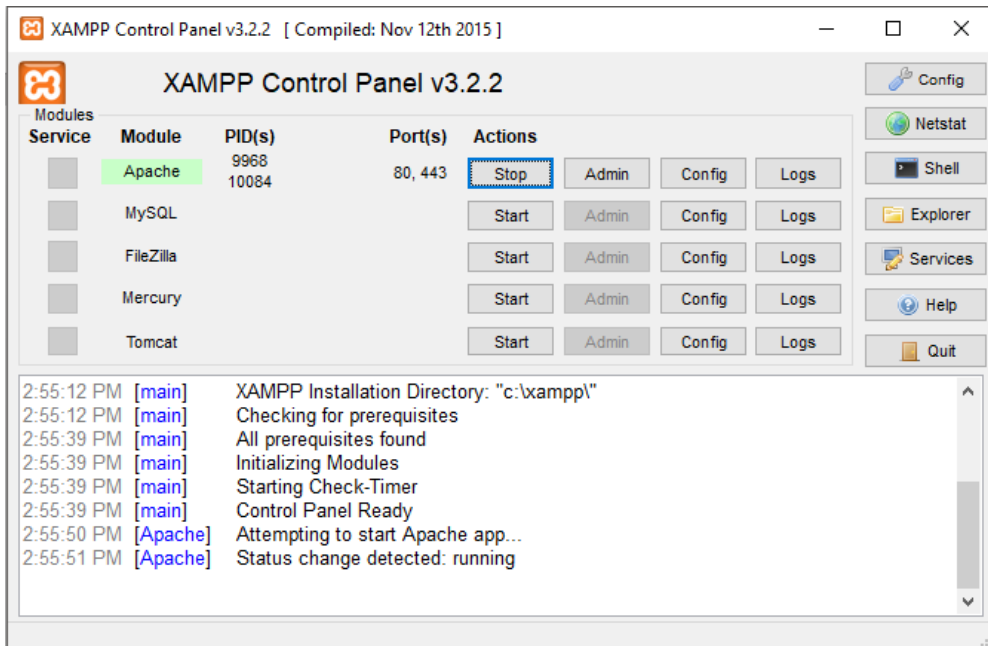 XAMPP Control Panel v3.2.2 [ Compiled: Nov 12th 2015 ]
XAMPP Control Panel v3.2.2
Config
Modules
Service Module PID(s) Port(s) Actions
Netstat
Apache 9968 10084 80, 443 Stop Admin Config Logs
Shell
MySQL Start Admin Config Logs
Explorer
FileZilla Start Admin Config Logs
Services
Mercury Start Admin Config Logs
Help
Tomcat Start Admin Config Logs
Quit
2:55:12 PM [main] XAMPP Installation Directory: "c:\xampp\"
2:55:12 PM [main] Checking for prerequisites
2:55:39 PM [main] All prerequisites found
2:55:39 PM [main] Initializing Modules
2:55:39 PM [main] Starting Check-Timer
2:55:39 PM [main] Control Panel Ready
2:55:50 PM [Apache] Attempting to start Apache app...
2:55:51 PM [Apache] Status change detected: running